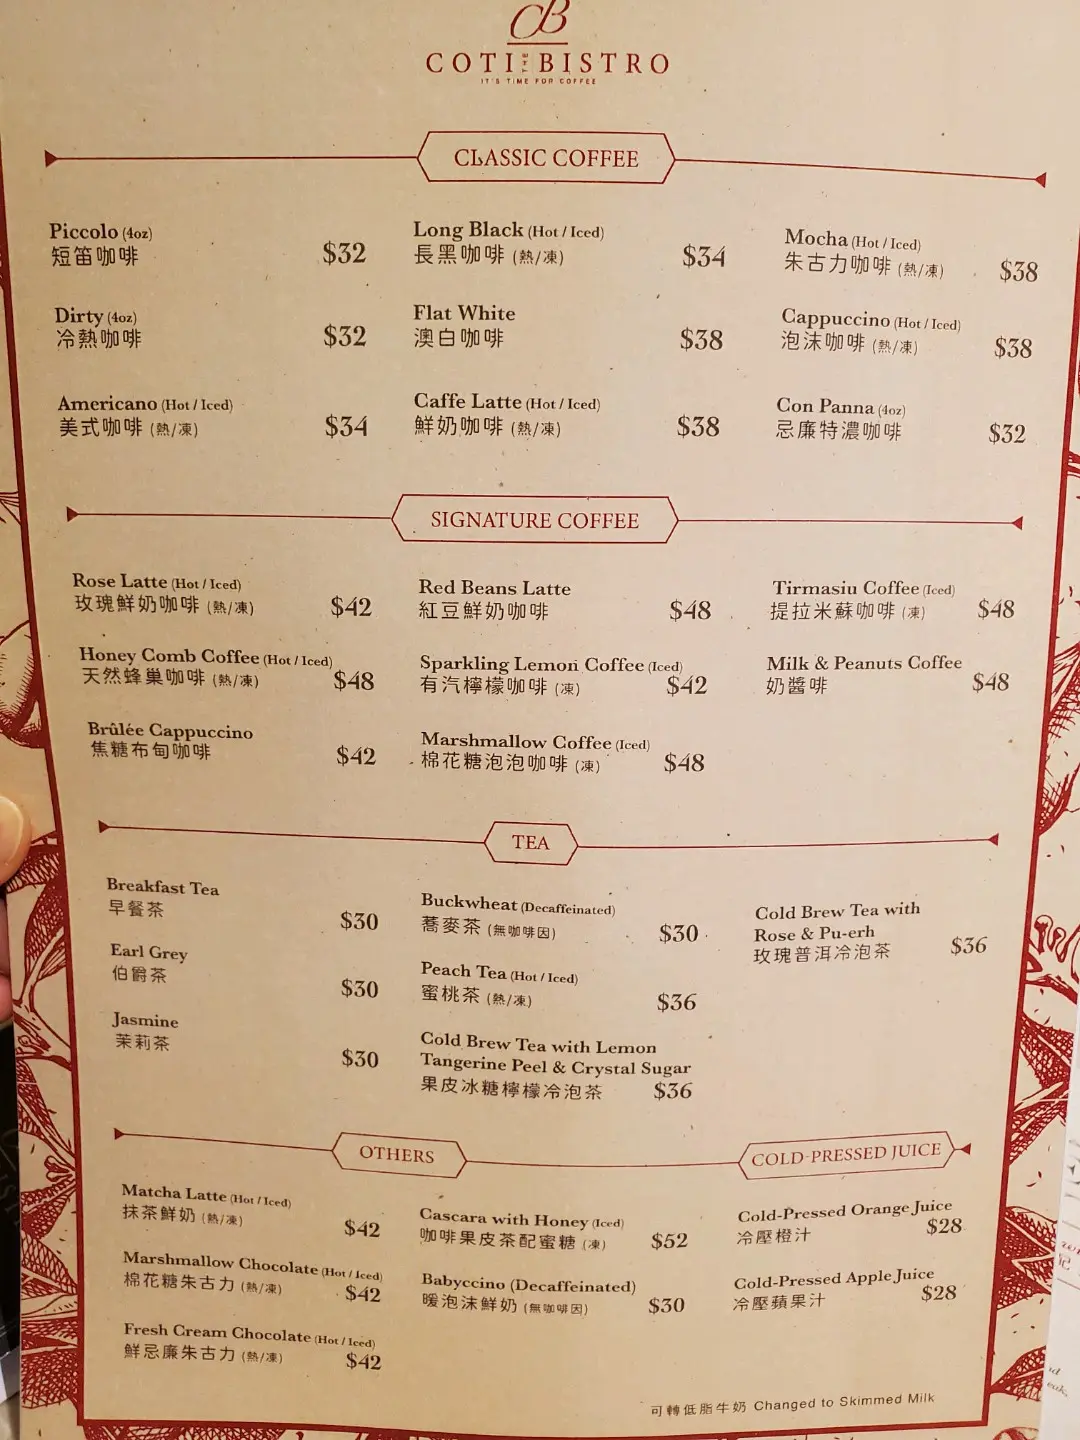 CB
COTI THE BISTRO
IT'S TIME FOR COFFEE
CLASSIC COFFEE
Piccolo (4oz)
短笛咖啡 $32
Dirty (4oz)
冷熱咖啡 $32
Americano (Hot / Iced)
美式咖啡 (熱/凍) $34
Long Black (Hot / Iced)
長黑咖啡 (熱/凍) $34
Flat White
澳白咖啡 $38
Caffe Latte (Hot / Iced)
鮮奶咖啡 (熱/凍) $38
Mocha (Hot / Iced)
朱古力咖啡 (熱/凍) $38
Cappuccino (Hot / Iced)
泡沫咖啡 (熱/凍) $38
Con Panna (4oz)
忌廉特濃咖啡 $32
SIGNATURE COFFEE
Rose Latte (Hot / Iced)
玫瑰鮮奶咖啡 (熱/凍) $42
Honey Comb Coffee (Hot / Iced)
天然蜂巢咖啡 (熱/凍) $48
Brûlée Cappuccino
焦糖布甸咖啡 $42
Red Beans Latte
紅豆鮮奶咖啡 $48
Sparkling Lemon Coffee (Iced)
有汽檸檬咖啡 (凍) $42
Marshmallow Coffee (Iced)
棉花糖泡泡咖啡 (凍) $48
Tirmasiu Coffee (Iced)
提拉米蘇咖啡 (凍) $48
Milk & Peanuts Coffee
奶醬啡 $48
TEA
Breakfast Tea
早餐茶 $30
Earl Grey
伯爵茶 $30
Jasmine
茉莉茶 $30
Buckwheat (Decaffeinated)
蕎麥茶 (無咖啡因) $30
Peach Tea (Hot / Iced)
蜜桃茶 (熱/凍) $36
Cold Brew Tea with Lemon
Tangerine Peel & Crystal Sugar
果皮冰糖檸檬冷泡茶 $36
Cold Brew Tea with
Rose & Pu-erh
玫瑰普洱冷泡茶 $36
OTHERS
Matcha Latte (Hot / Iced)
抹茶鮮奶 (熱/凍) $42
Marshmallow Chocolate (Hot / Iced)
棉花糖朱古力 (熱/凍) $42
Fresh Cream Chocolate (Hot / Iced)
鮮忌廉朱古力 (熱/凍) $42
Cascara with Honey (Iced)
咖啡果皮茶配蜜糖 (凍) $52
Babyccino (Decaffeinated)
暖泡沫鮮奶 (無咖啡因) $30
COLD-PRESSED JUICE
Cold-Pressed Orange Juice
冷壓橙汁 $28
Cold-Pressed Apple Juice
冷壓蘋果汁 $28
可轉低脂牛奶 Changed to Skimmed Milk